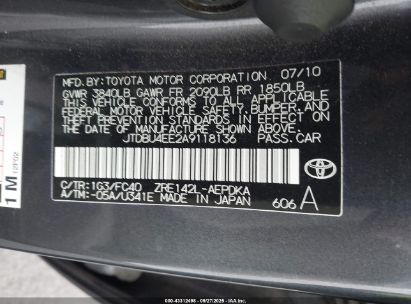 MFD.BY:TOYOTA MOTOR CORPORATION 07/10
GVWR 3840LB GAWR FR 2090LB RR 1850LB
THIS VEHICLE CONFORMS TO ALL APPLICABLE
FEDERAL MOTOR VEHICLE SAFETY,BUMPER,AND
THEFT PREVENTION STANDARDS IN EFFECT ON
THE DATE OF MANUFACTURE SHOWN ABOVE.
JTDBU4EE2A9118136 PASS.CAR
C/TR:1G3/FC40 ZRE142L-AEPDKA
A/TM:-05A/U341E MADE IN JAPAN 606 A
TOYOTA
1M